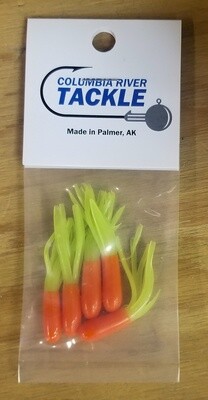 COLUMBIA RIVER
TACKLE
Made in Palmer, AK